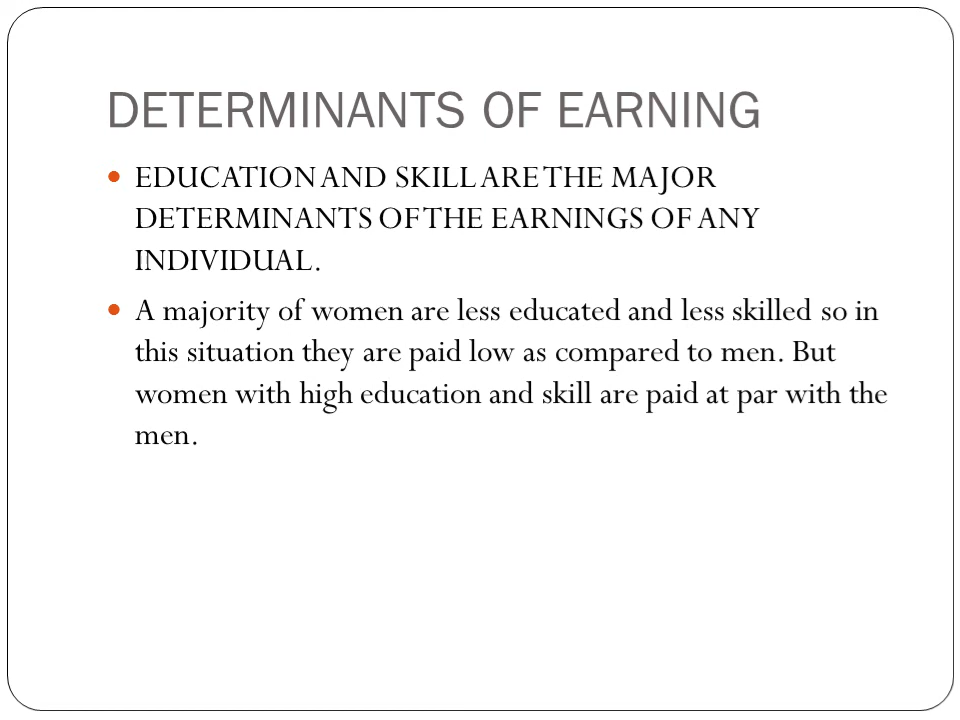 DETERMINANTS OF EARNING
EDUCATION AND SKILL ARE THE MAJOR
DETERMINANTS OF THE EARNINGS OF ANY
INDIVIDUAL.
A majority of women are less educated and less skilled so in
this situation they are paid low as compared to men. But
women with high education and skill are paid at par with the
men.